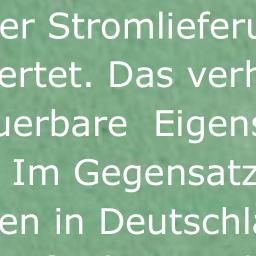 er Stromlieferu
ertet. Das verh
uerbare  Eigens
Im Gegensatz
en in Deutschla